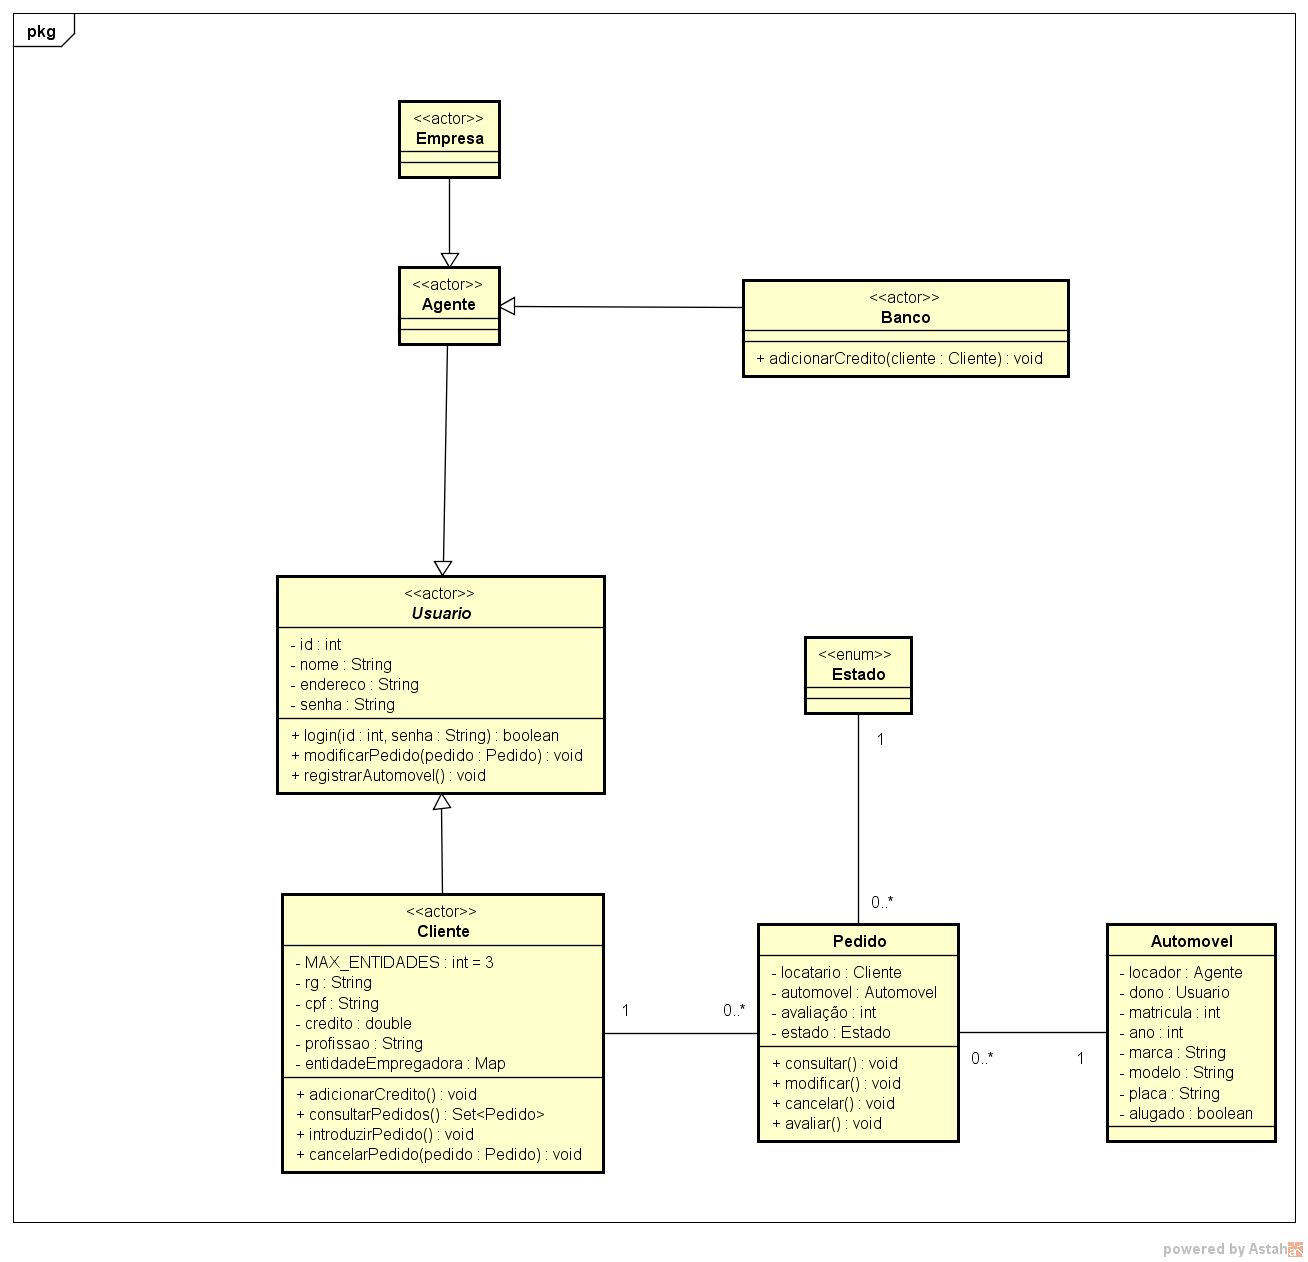 pkg
<<actor>>
Empresa
<<actor>>
Agente
<<actor>>
Banco
+ adicionarCredito(cliente : Cliente) : void
<<actor>>
Usuario
- id : int
- nome : String
- endereco : String
- senha : String
+ login(id : int, senha : String) : boolean
+ modificarPedido(pedido : Pedido) : void
+ registrarAutomovel() : void
<<enum>>
Estado
1
0..*
<<actor>>
Cliente
- MAX_ENTIDADES : int = 3
- rg : String
- cpf : String
- credito : double
- profissao : String
- entidadeEmpregadora : Map
+ adicionarCredito() : void
+ consultarPedidos() : Set<Pedido>
+ introduzirPedido() : void
+ cancelarPedido(pedido : Pedido) : void
1
0..*
Pedido
- locatario : Cliente
- automovel : Automovel
- avaliação : int
- estado : Estado
+ consultar() : void
+ modificar() : void
+ cancelar() : void
+ avaliar() : void
0..*
1
Automovel
- locador : Agente
- dono : Usuario
- matricula : int
- ano : int
- marca : String
- modelo : String
- placa : String
- alugado : boolean
powered by Astah